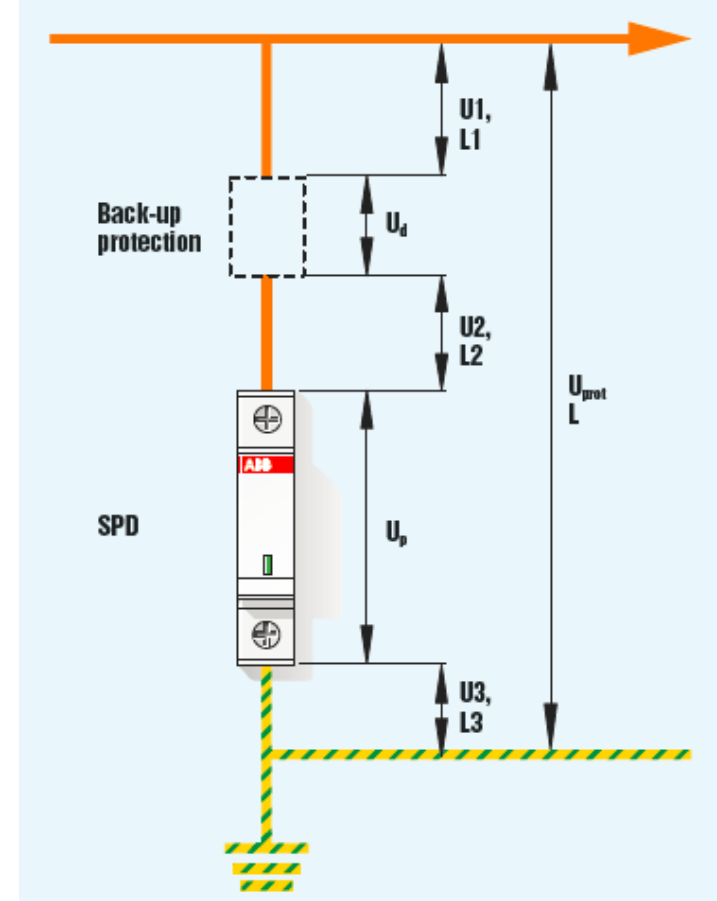 U1,
L1
Back-up
protection
Ud
U2,
L2
Uprot
L
ABB
SPD
Up
U3,
L3